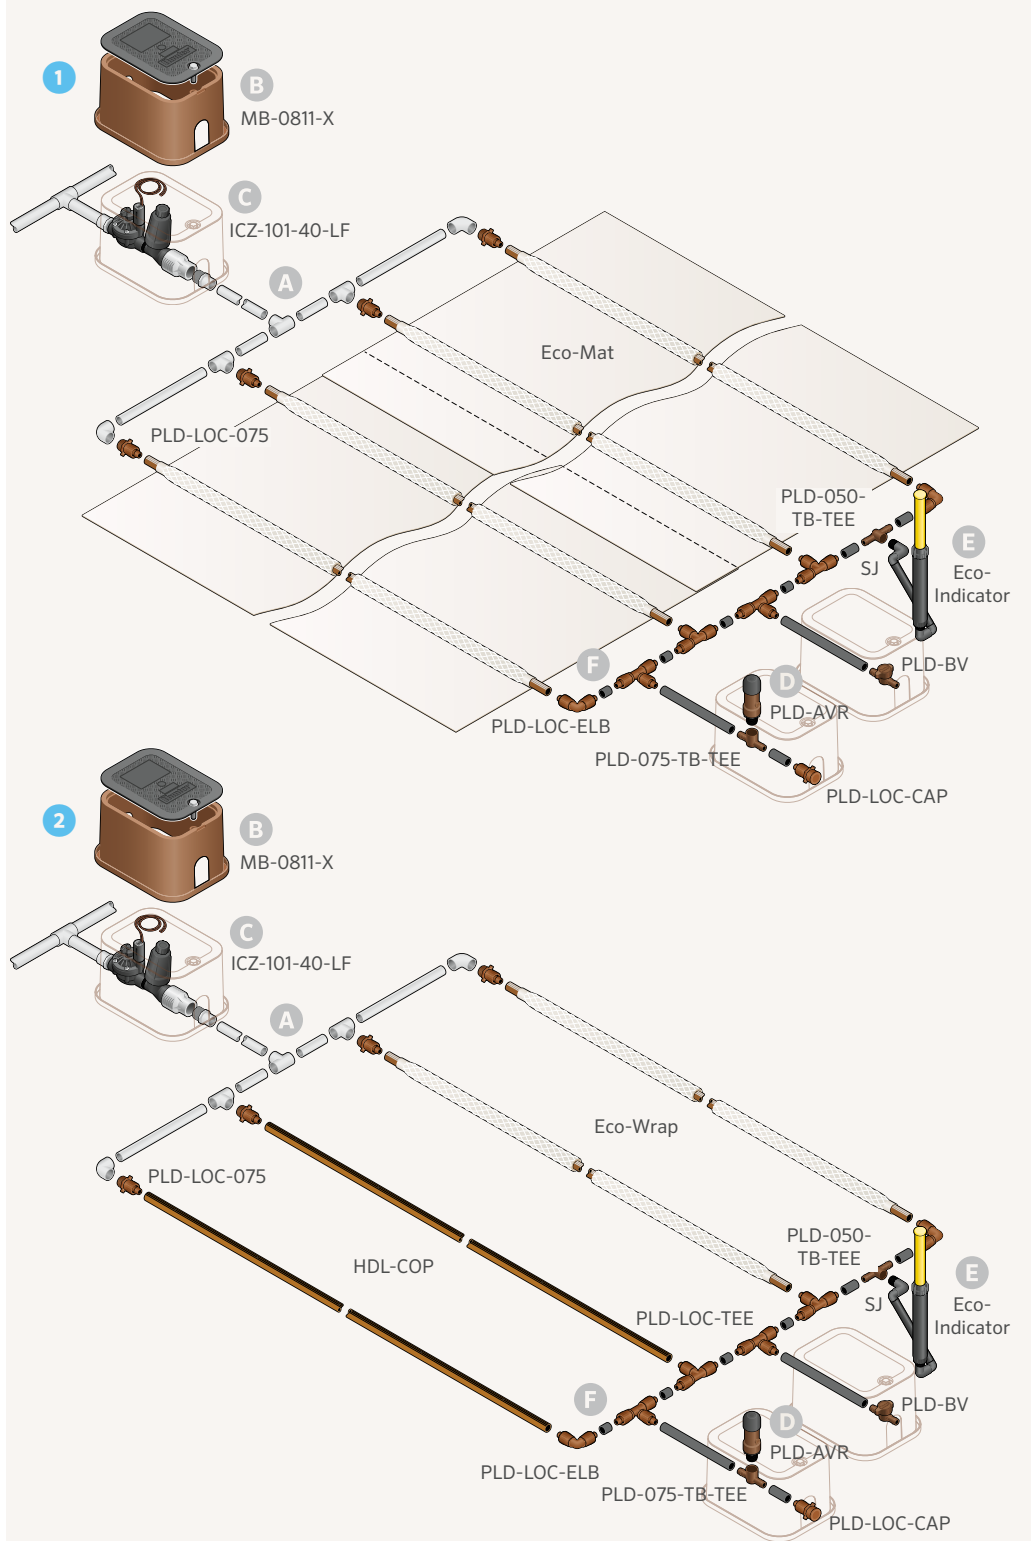 1
B
MB-0811-X
C
ICZ-101-40-LF
A
Eco-Mat
PLD-LOC-075
PLD-050-
TB-TEE
E
SJ
Eco-
Indicator
F
PLD-BV
D
PLD-AVR
PLD-LOC-ELB
PLD-075-TB-TEE
PLD-LOC-CAP
2
B
MB-0811-X
C
ICZ-101-40-LF
A
Eco-Wrap
PLD-LOC-075
PLD-050-
TB-TEE
HDL-COP
E
SJ
Eco-
Indicator
PLD-LOC-TEE
F
PLD-BV
D
PLD-AVR
PLD-LOC-ELB
PLD-075-TB-TEE
PLD-LOC-CAP